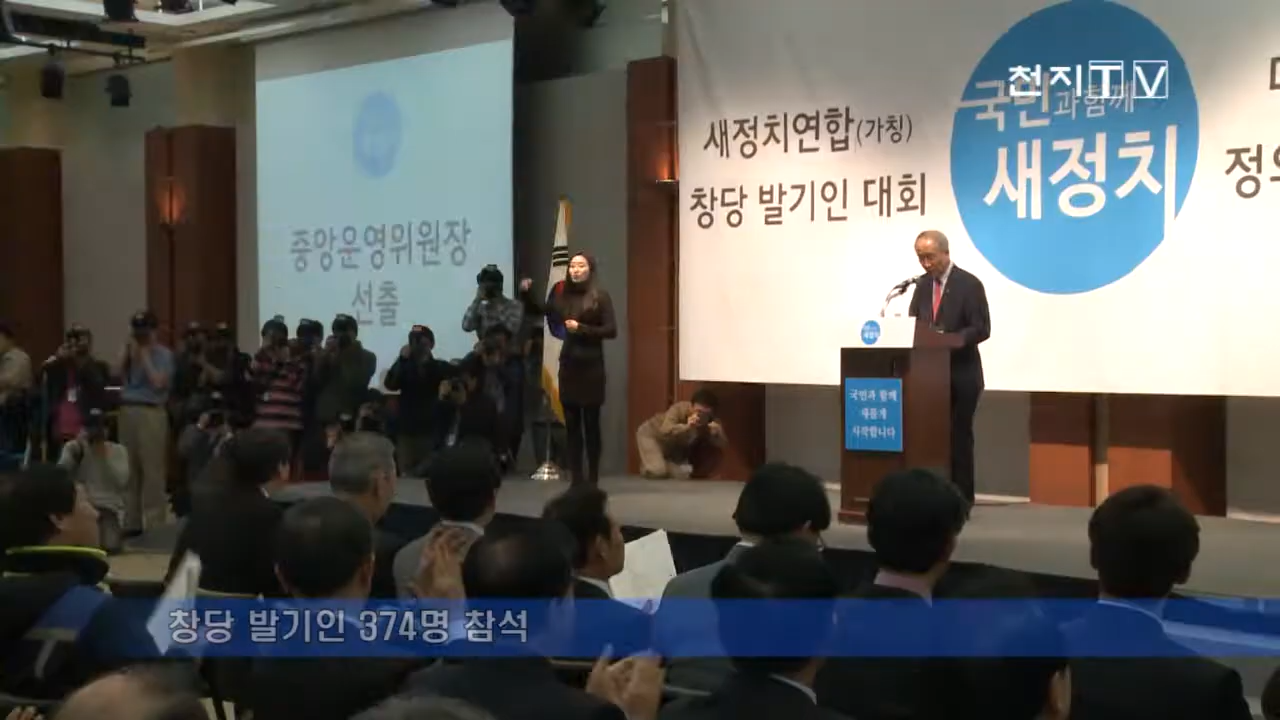 천지TV
새정치연합(가칭)
창당 발기인 대회
국민과함께
새정치
정의
중앙운영위원장
선출
새정치
국민과 함께
새롭게
시작합니다
창당 발기인 374명 참석